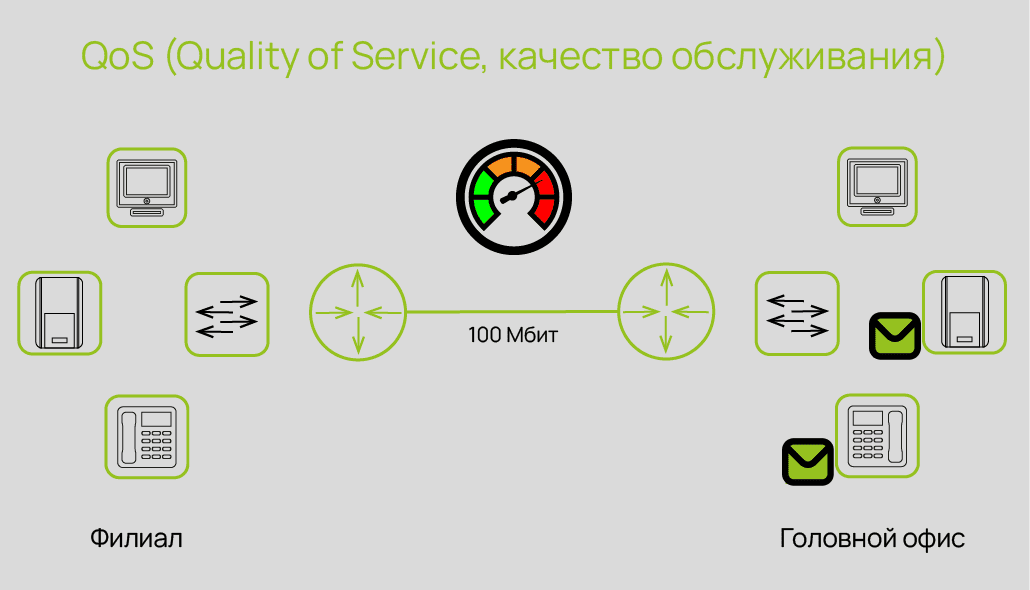 QoS (Quality of Service, качество обслуживания)
100 Мбит
Филиал
Головной офис